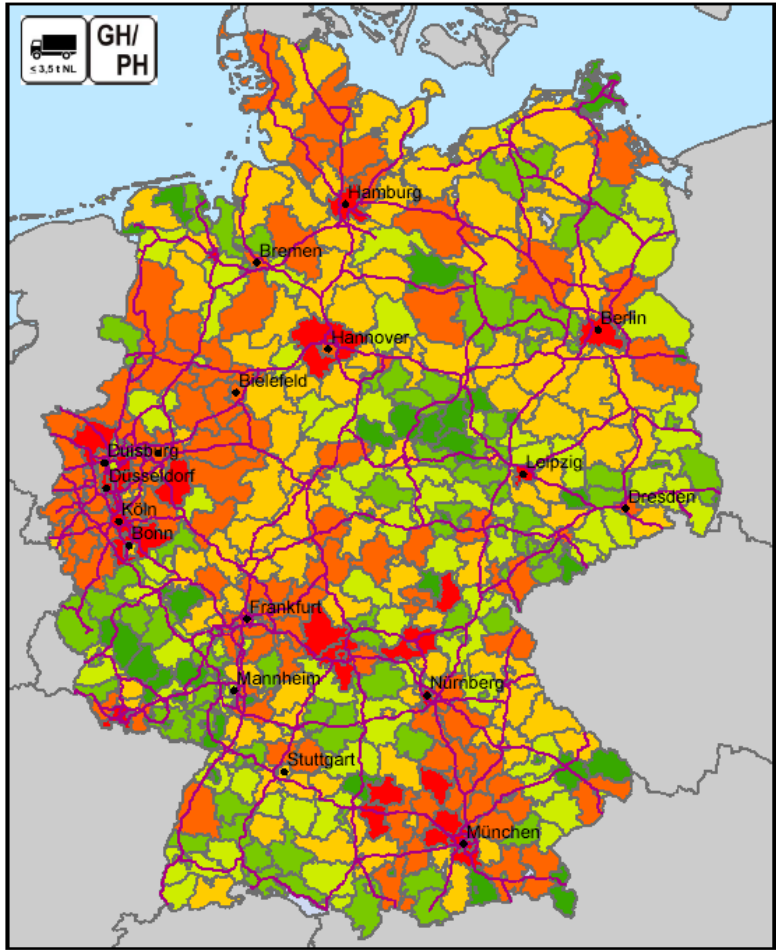 GH/
PH
≤ 3,5 t NL
Hamburg
Bremen
Berlin
Hannover
Bielefeld
Duisburg
Leipzig
Düsseldorf
Dresden
Köln
Bonn
Frankfurt
Mannheim
Nürnberg
Stuttgart
München